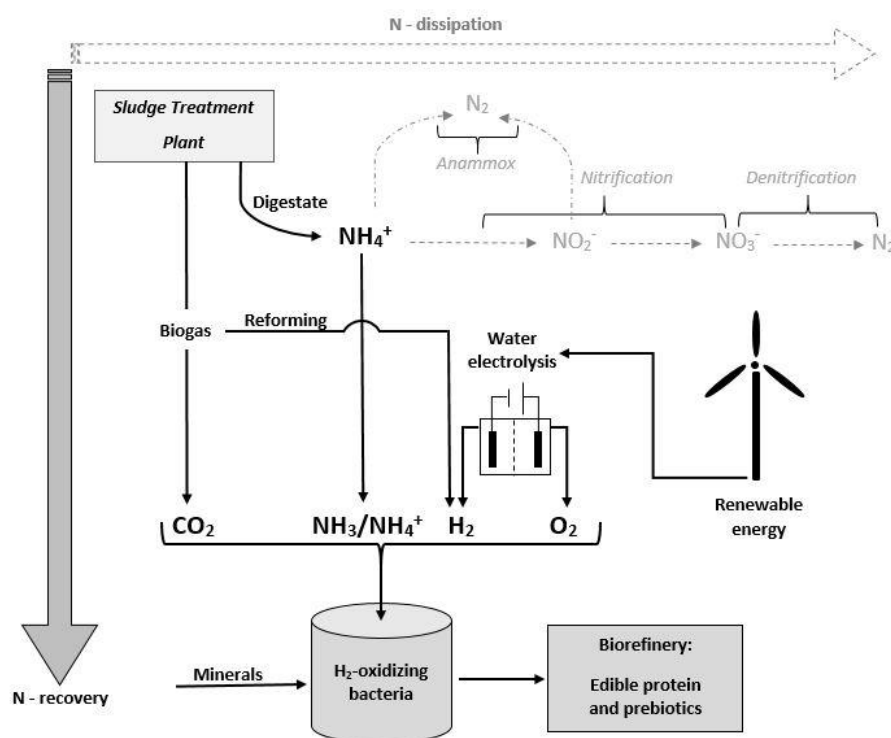 N - dissipation
Sludge Treatment
Plant
N₂
Anammox
Nitrification
Denitrification
Digestate
NH₄⁺
NO₂⁻
NO₃⁻
N₂
Biogas
Reforming
Water
electrolysis
Renewable
energy
CO₂
NH₃/NH₄⁺
H₂
O₂
Biorefinery:
Edible protein
and prebiotics
Minerals
H₂-oxidizing
bacteria
N - recovery